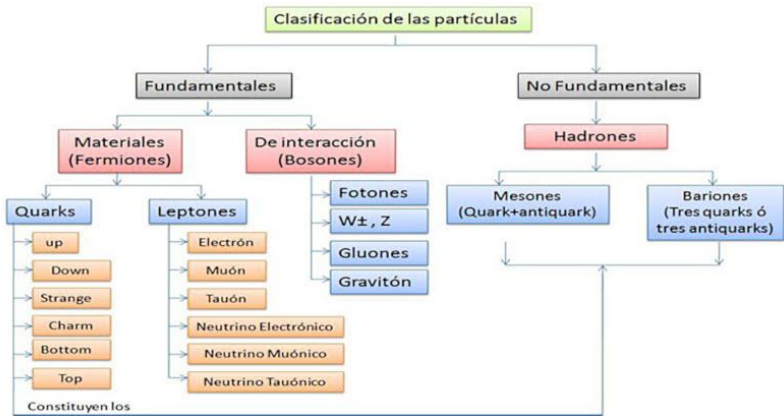 Clasificación de las partículas
Fundamentales
No Fundamentales
Materiales
(Fermiones)
De interacción
(Bosones)
Hadrones
Quarks
Leptones
Fotones
W± , Z
Gluones
Gravitón
Mesones
(Quark+antiquark)
Bariones
(Tres quarks ó
tres antiquarks)
up
Down
Strange
Charm
Bottom
Top
Electrón
Muón
Tauón
Neutrino Electrónico
Neutrino Muónico
Neutrino Tauónico
Constituyen los